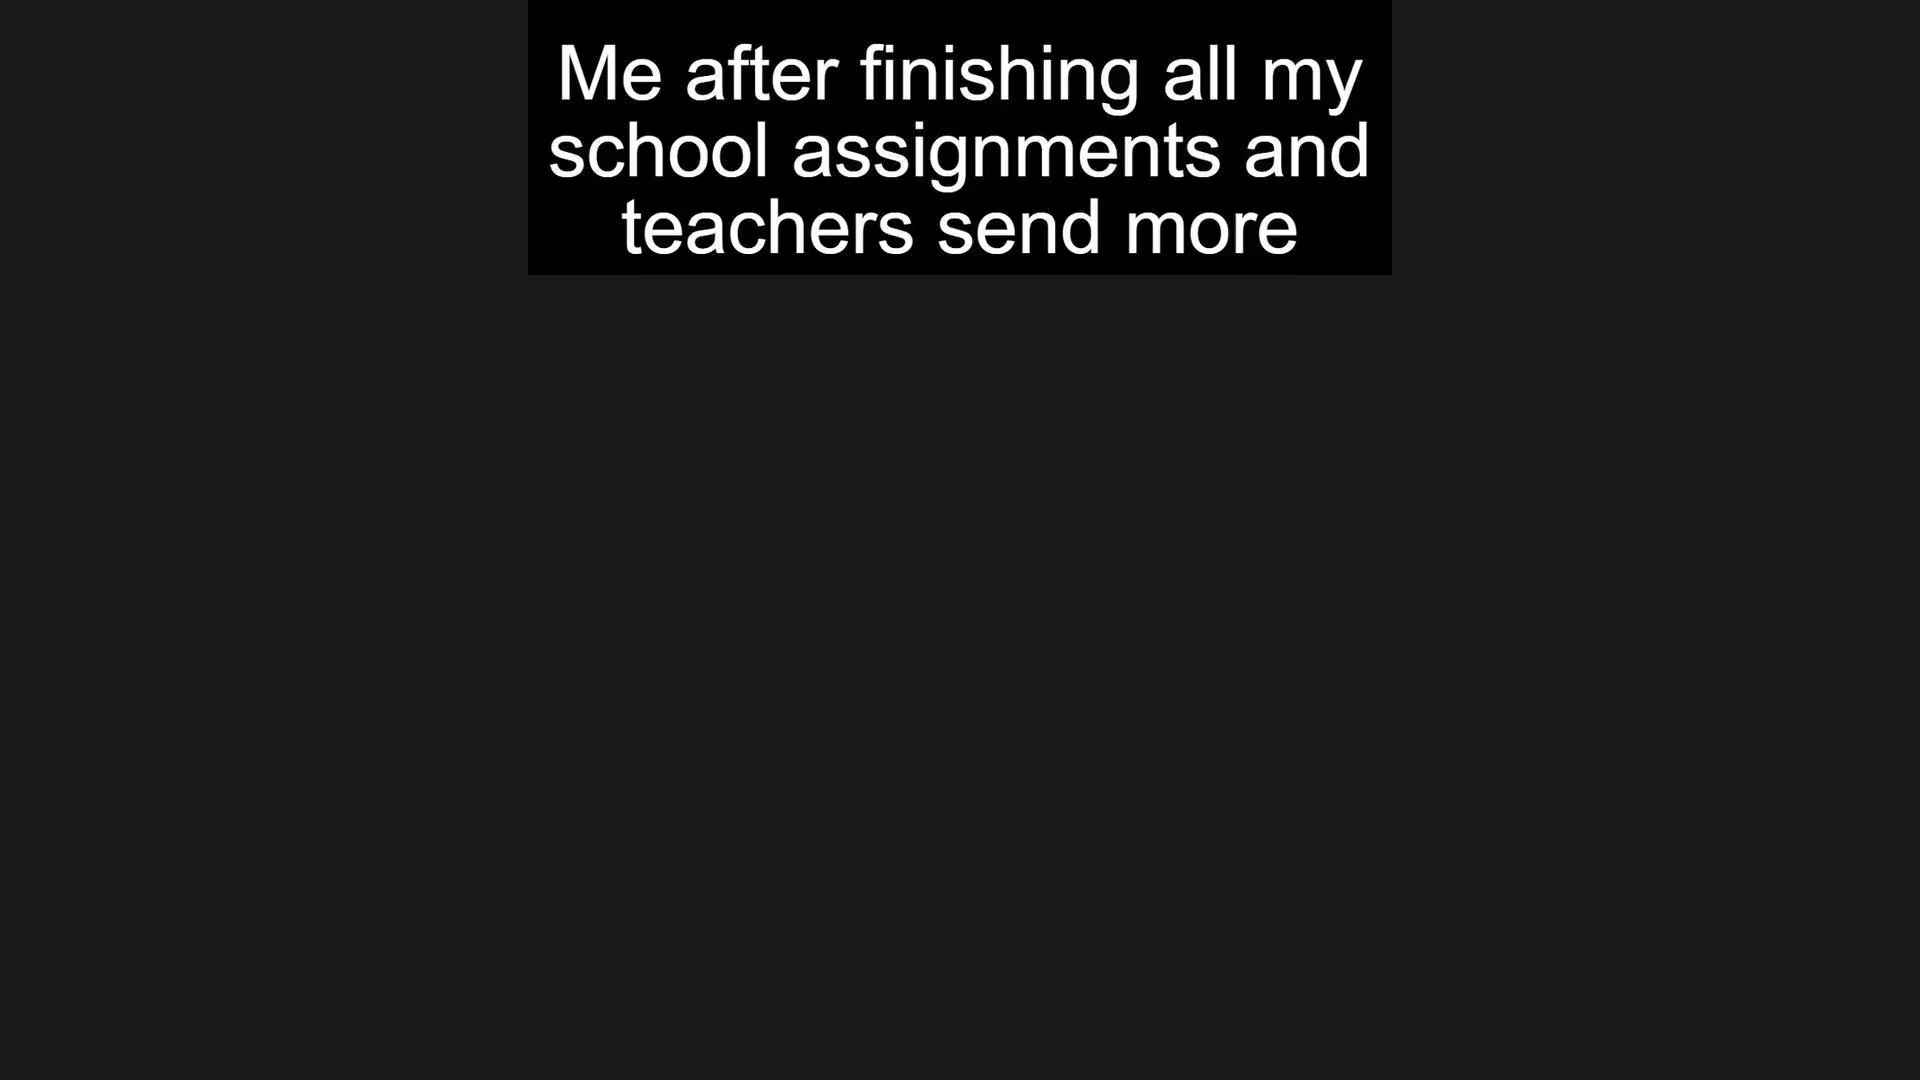 Me after finishing all my
school assignments and
teachers send more